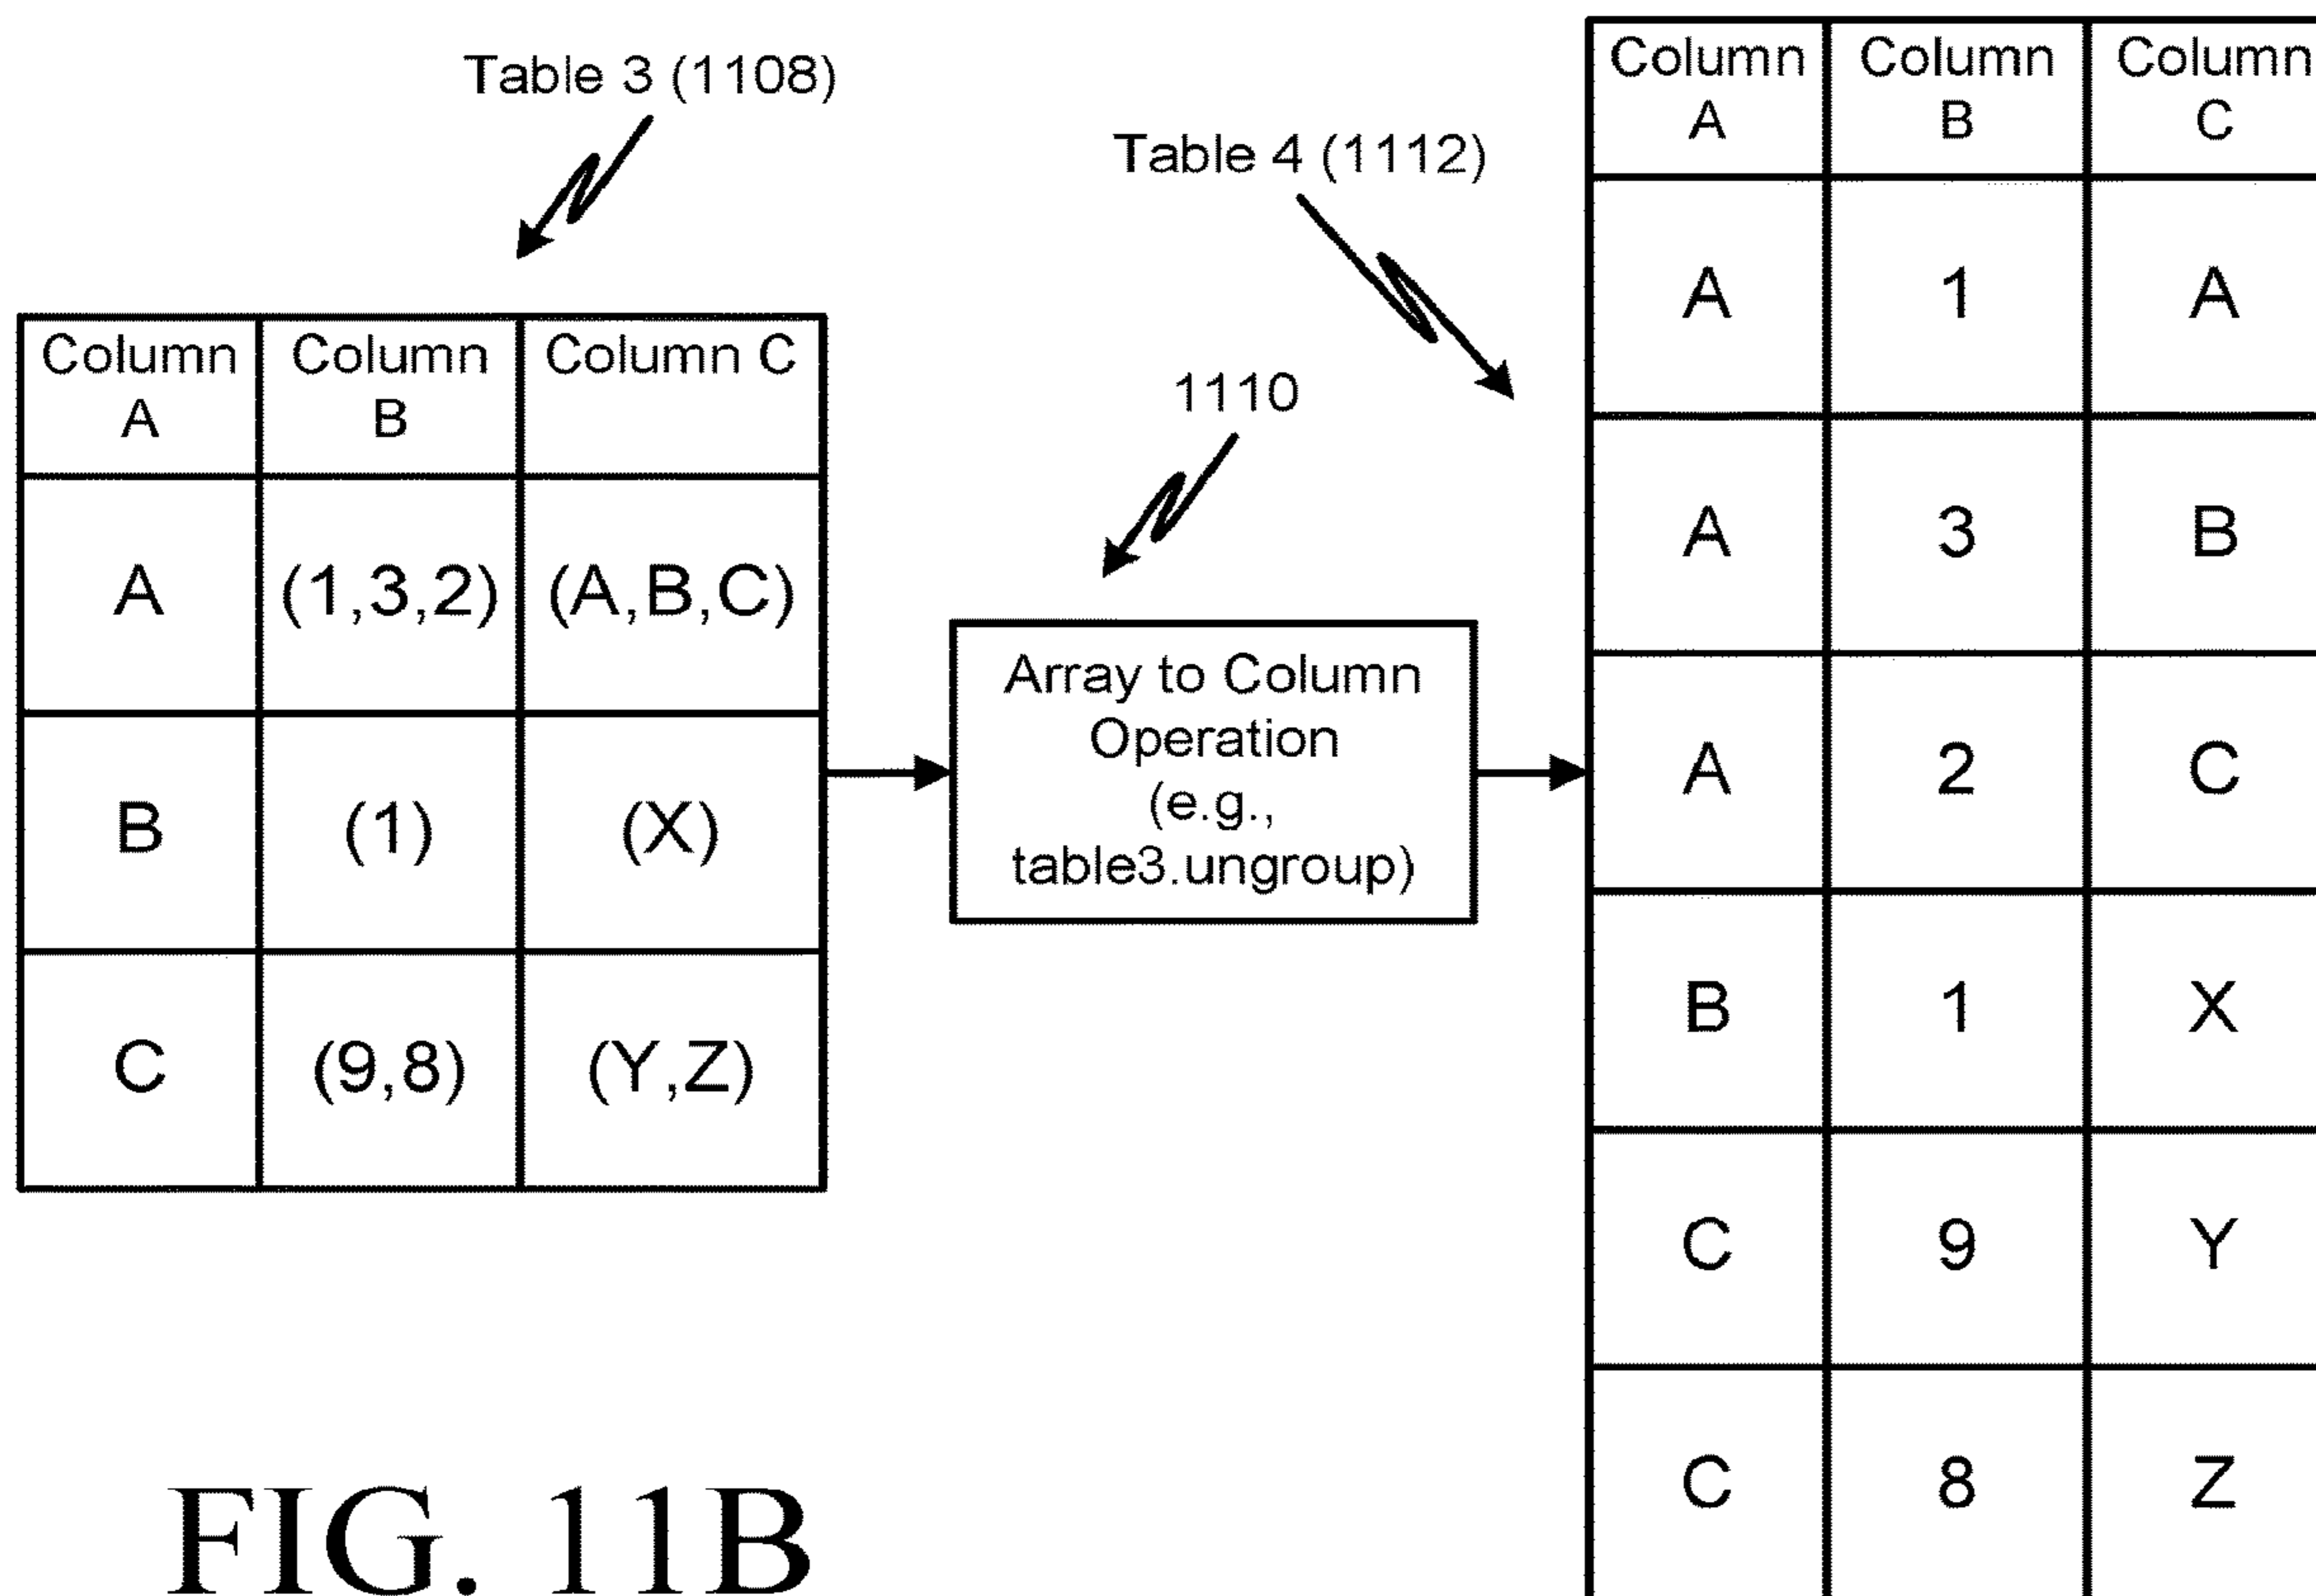 Table 3 (1108)
Column A
Column B
Column C
A
(1,3,2)
(A,B,C)
B
(1)
(X)
C
(9,8)
(Y,Z)
1110
Array to Column
Operation
(e.g.,
table3.ungroup)
Table 4 (1112)
Column A
Column B
Column C
A
1
A
A
3
B
A
2
C
B
1
X
C
9
Y
C
8
Z
FIG. 11B